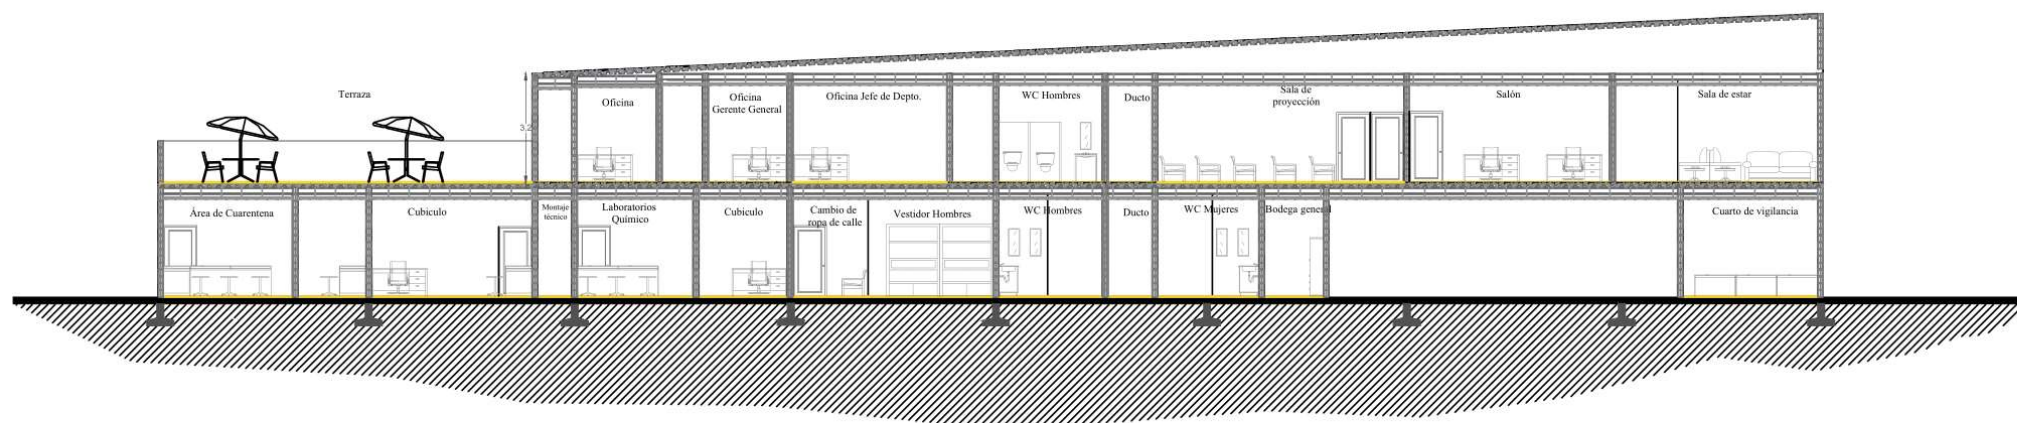 Terraza
3.2
Oficina
Oficina
Gerente General
Oficina Jefe de Depto.
WC Hombres
Ducto
Sala de
proyección
Salón
Sala de estar
Área de Cuarentena
Cubiculo
Montaje
técnico
Laboratorios
Químico
Cubiculo
Cambio de
ropa de calle
Vestidor Hombres
WC Hombres
Ducto
WC Mujeres
Bodega general
Cuarto de vigilancia